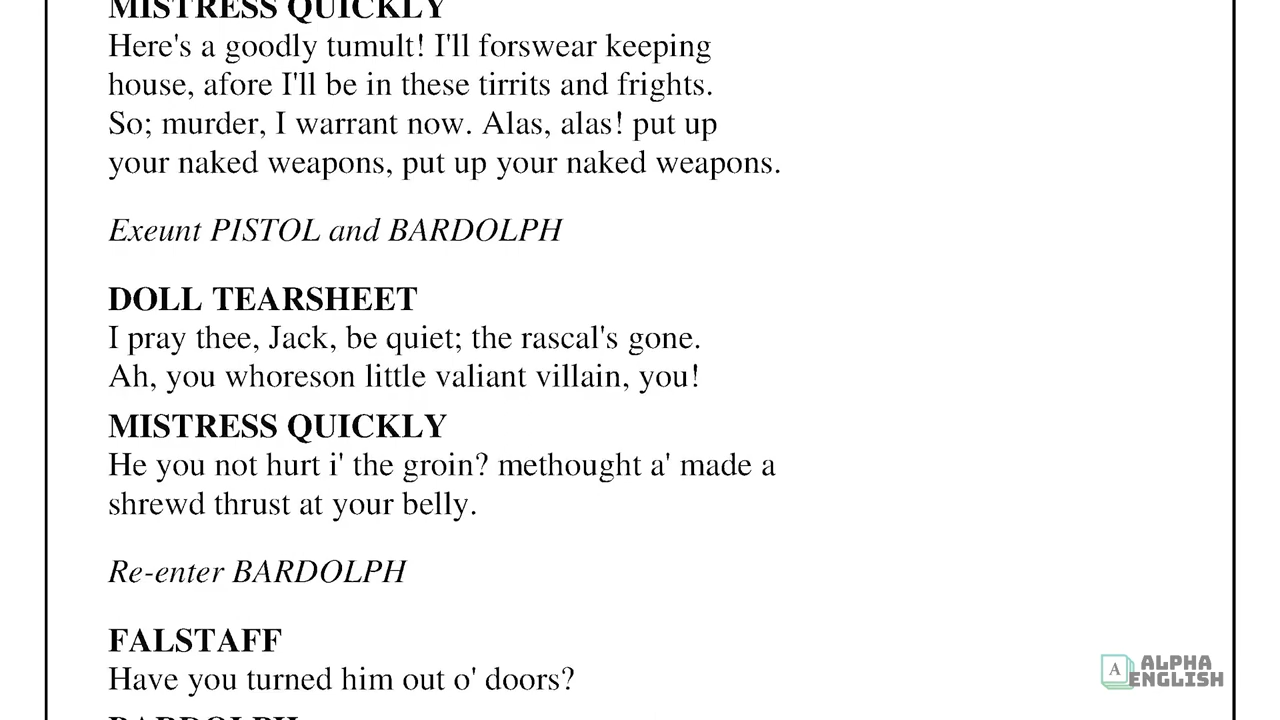 MISTRESS QUICKLY
Here's a goodly tumult! I'll forswear keeping
house, afore I'll be in these tirrits and frights.
So; murder, I warrant now. Alas, alas! put up
your naked weapons, put up your naked weapons.
Exeunt PISTOL and BARDOLPH
DOLL TEARSHEET
I pray thee, Jack, be quiet; the rascal's gone.
Ah, you whoreson little valiant villain, you!
MISTRESS QUICKLY
He you not hurt i' the groin? methought a' made a
shrewd thrust at your belly.
Re-enter BARDOLPH
FALSTAFF
Have you turned him out o' doors?
BARDOLPH
A ALPHA
ENGLISH